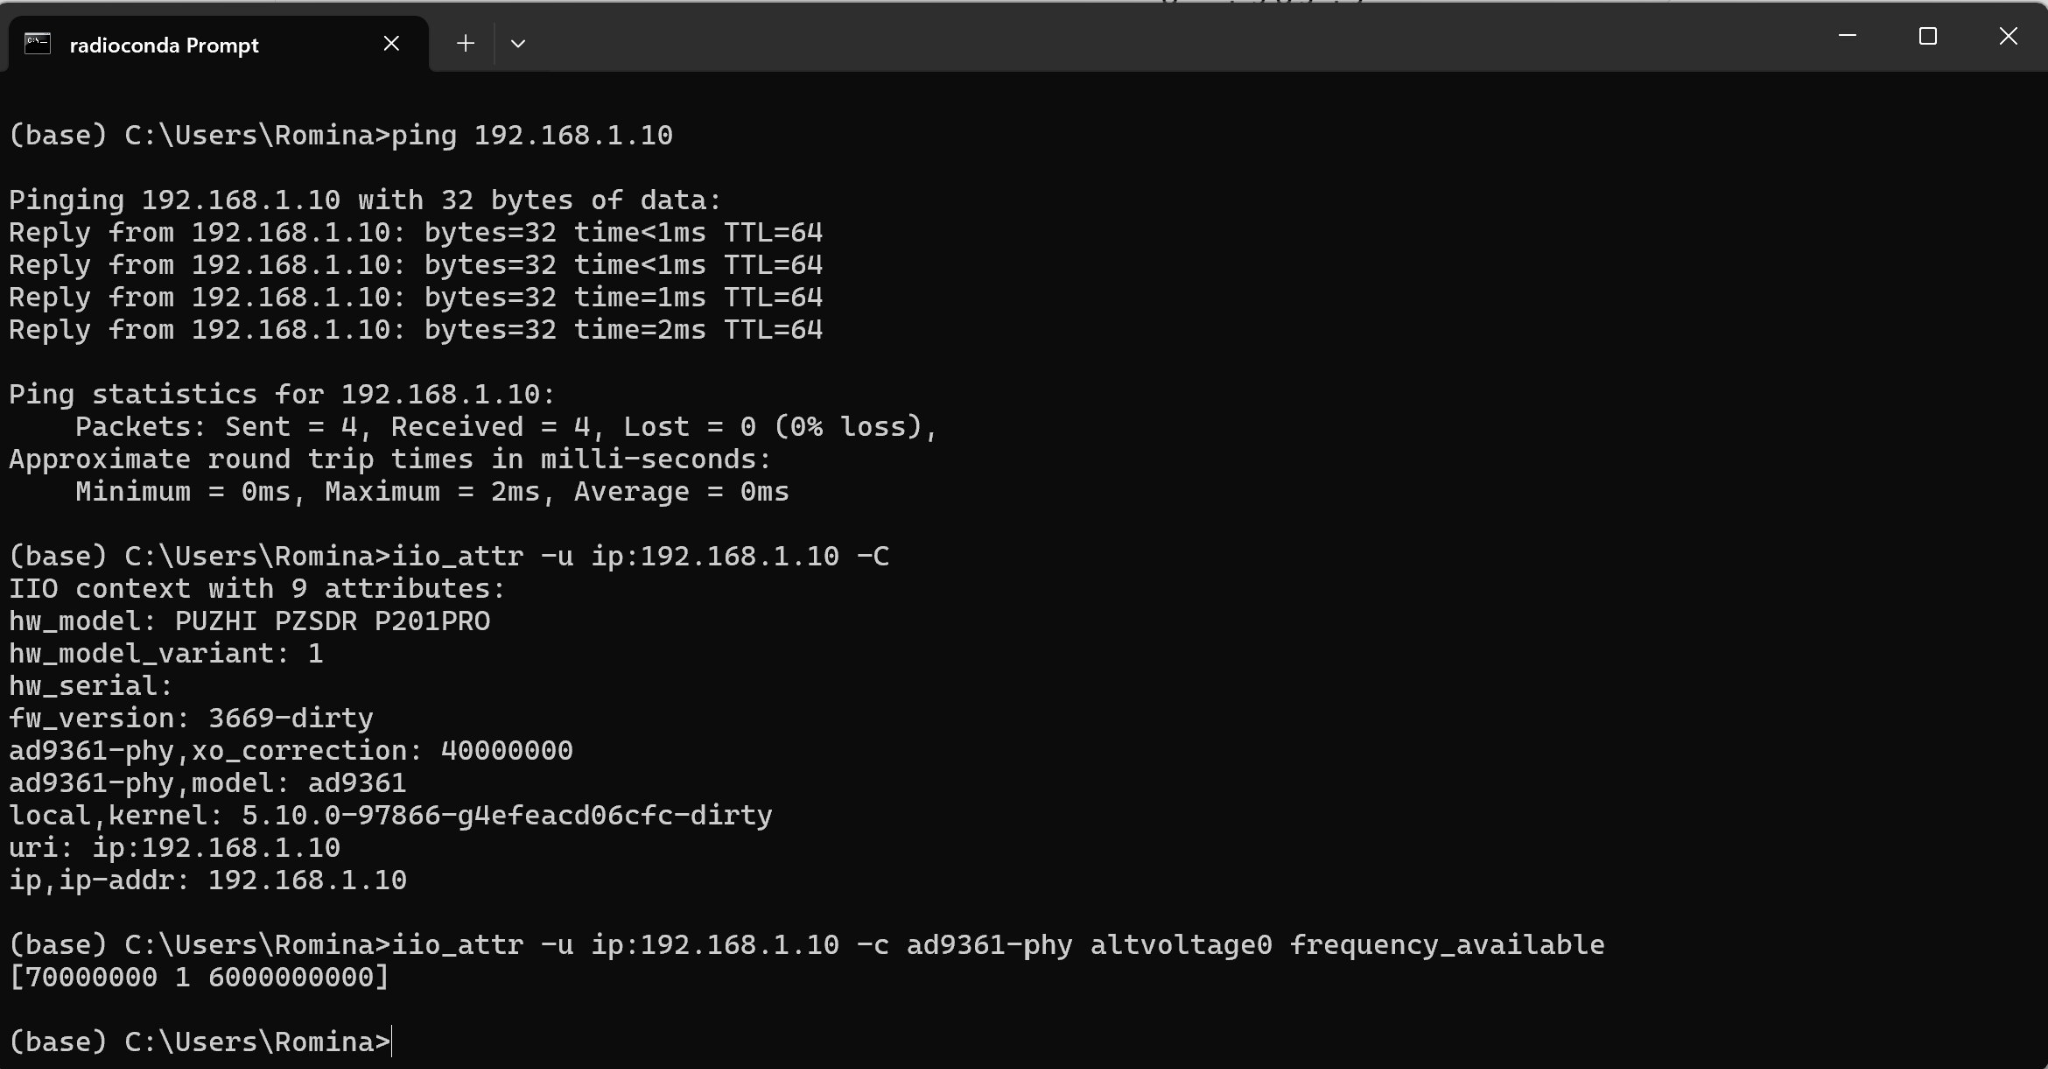 radioconda Prompt
(base) C:\Users\Romina>ping 192.168.1.10
Pinging 192.168.1.10 with 32 bytes of data:
Reply from 192.168.1.10: bytes=32 time<1ms TTL=64
Reply from 192.168.1.10: bytes=32 time<1ms TTL=64
Reply from 192.168.1.10: bytes=32 time=1ms TTL=64
Reply from 192.168.1.10: bytes=32 time=2ms TTL=64
Ping statistics for 192.168.1.10:
    Packets: Sent = 4, Received = 4, Lost = 0 (0% loss),
Approximate round trip times in milli-seconds:
    Minimum = 0ms, Maximum = 2ms, Average = 0ms
(base) C:\Users\Romina>iio_attr -u ip:192.168.1.10 -C
IIO context with 9 attributes:
hw_model: PUZHI PZSDR P201PRO
hw_model_variant: 1
hw_serial:
fw_version: 3669-dirty
ad9361-phy,xo_correction: 40000000
ad9361-phy,model: ad9361
local,kernel: 5.10.0-97866-g4efeacd06cfc-dirty
uri: ip:192.168.1.10
ip,ip-addr: 192.168.1.10
(base) C:\Users\Romina>iio_attr -u ip:192.168.1.10 -c ad9361-phy altvoltage0 frequency_available
[70000000 1 6000000000]
(base) C:\Users\Romina>